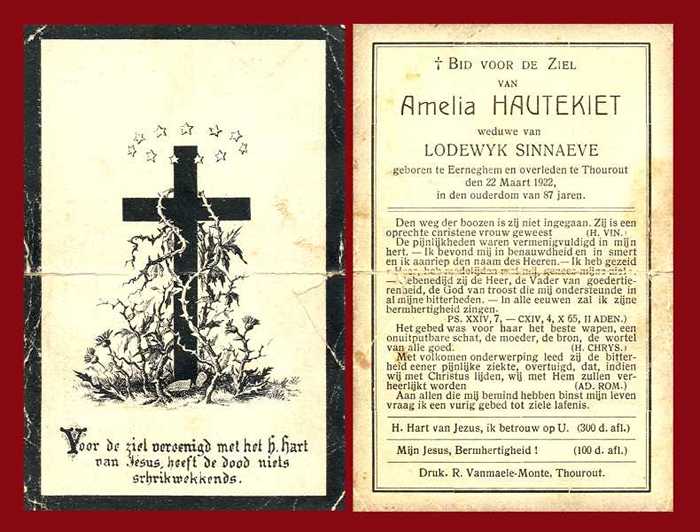 Voor de ziel vereenigd met het H. Hart
van Jesus, heeft de dood niets
schrikwekkends.
† BID VOOR DE ZIEL
VAN
Amelia HAUTEKIET
weduwe van
LODEWYK SINNAEVE
geboren te Eerneghem en overleden te Thourout
den 22 Maart 1922,
in den ouderdom van 87 jaren.
Den weg der boozen is zij niet ingegaan. Zij is een
oprechte christene vrouw geweest (H. VIN.)
De pijnlijkheden waren vermenigvuldigd in mijn
hert. — Ik bevond mij in benauwdheid en in smert
en ik aanriep den naam des Heeren. — Ik heb gezeid
: Heer, heb medelijden met mij, genees mijne ziel.
— Gebenedijd zij de Heer, de Vader van goedertie-
renheid, de God van troost die mij ondersteunde in
al mijne bitterheden. — In alle eeuwen zal ik zijne
bermhertigheid zingen.
PS. XXIV, 7, — CXIV, 4, X 65, II ADEN.)
Het gebed was voor haar het beste wapen, een
onuitputbare schat, de moeder, de bron, de wortel
van alle goed. (H. CHRYS.)
Met volkomen onderwerping leed zij de bitter-
heid eener pijnlijke ziekte, overtuigd, dat, indien
wij met Christus lijden, wij met Hem zullen ver-
heerlijkt worden (AD. ROM.)
Aan allen die mij bemind hebben binst mijn leven
vraag ik een vurig gebed tot ziele lafenis.
H. Hart van Jezus, ik betrouw op U. (300 d. afl.)
Mijn Jesus, Bermhertigheid ! (100 d. afl.)
Druk. R. Vanmaele-Monte, Thourout.